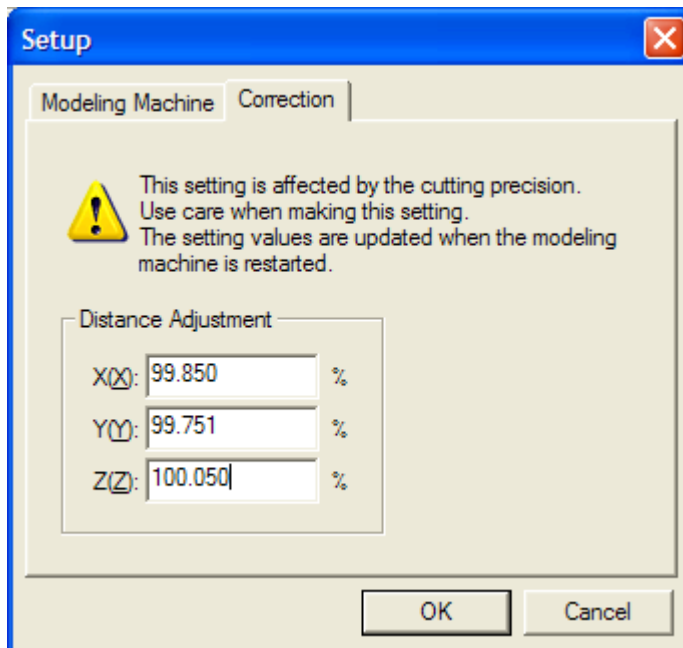 Setup
Modeling Machine
Correction
This setting is affected by the cutting precision.
Use care when making this setting.
The setting values are updated when the modeling
machine is restarted.
Distance Adjustment
X(X): 99.850 %
Y(Y): 99.751 %
Z(Z): 100.050 %
OK
Cancel